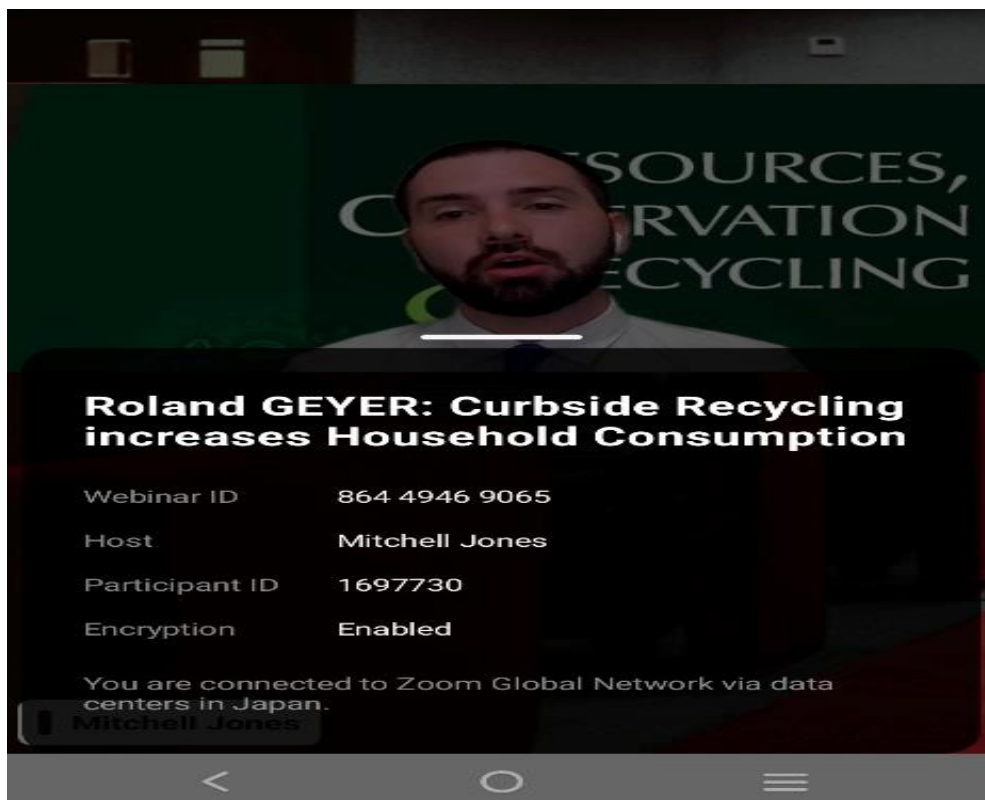 SOURCES,
C
ERVATION
ECYCLING
Roland GEYER: Curbside Recycling
increases Household Consumption
Webinar ID 864 4946 9065
Host Mitchell Jones
Participant ID 1697730
Encryption Enabled
You are connected to Zoom Global Network via data
centers in Japan.
Mitchell Jones